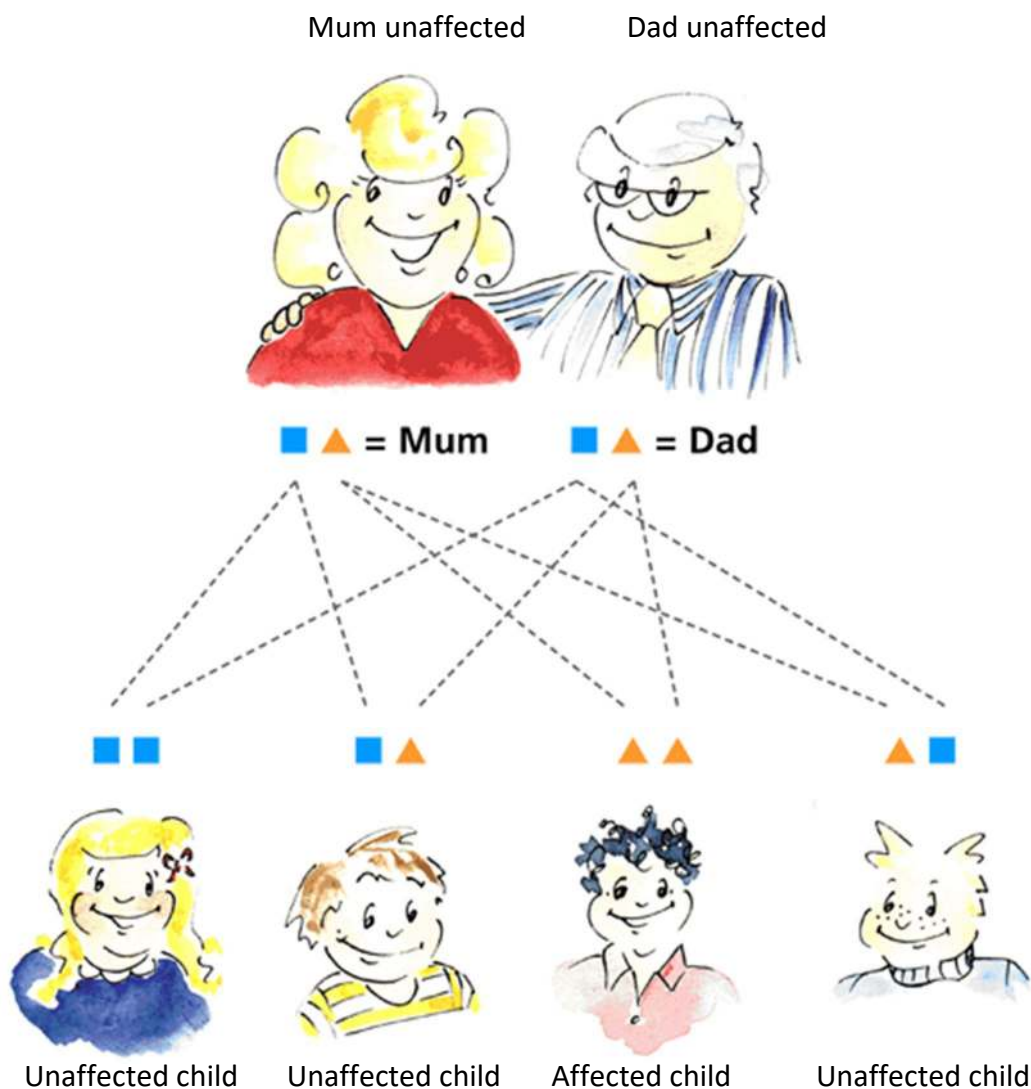 Mum unaffected Dad unaffected
= Mum = Dad
Unaffected child Unaffected child Affected child Unaffected child